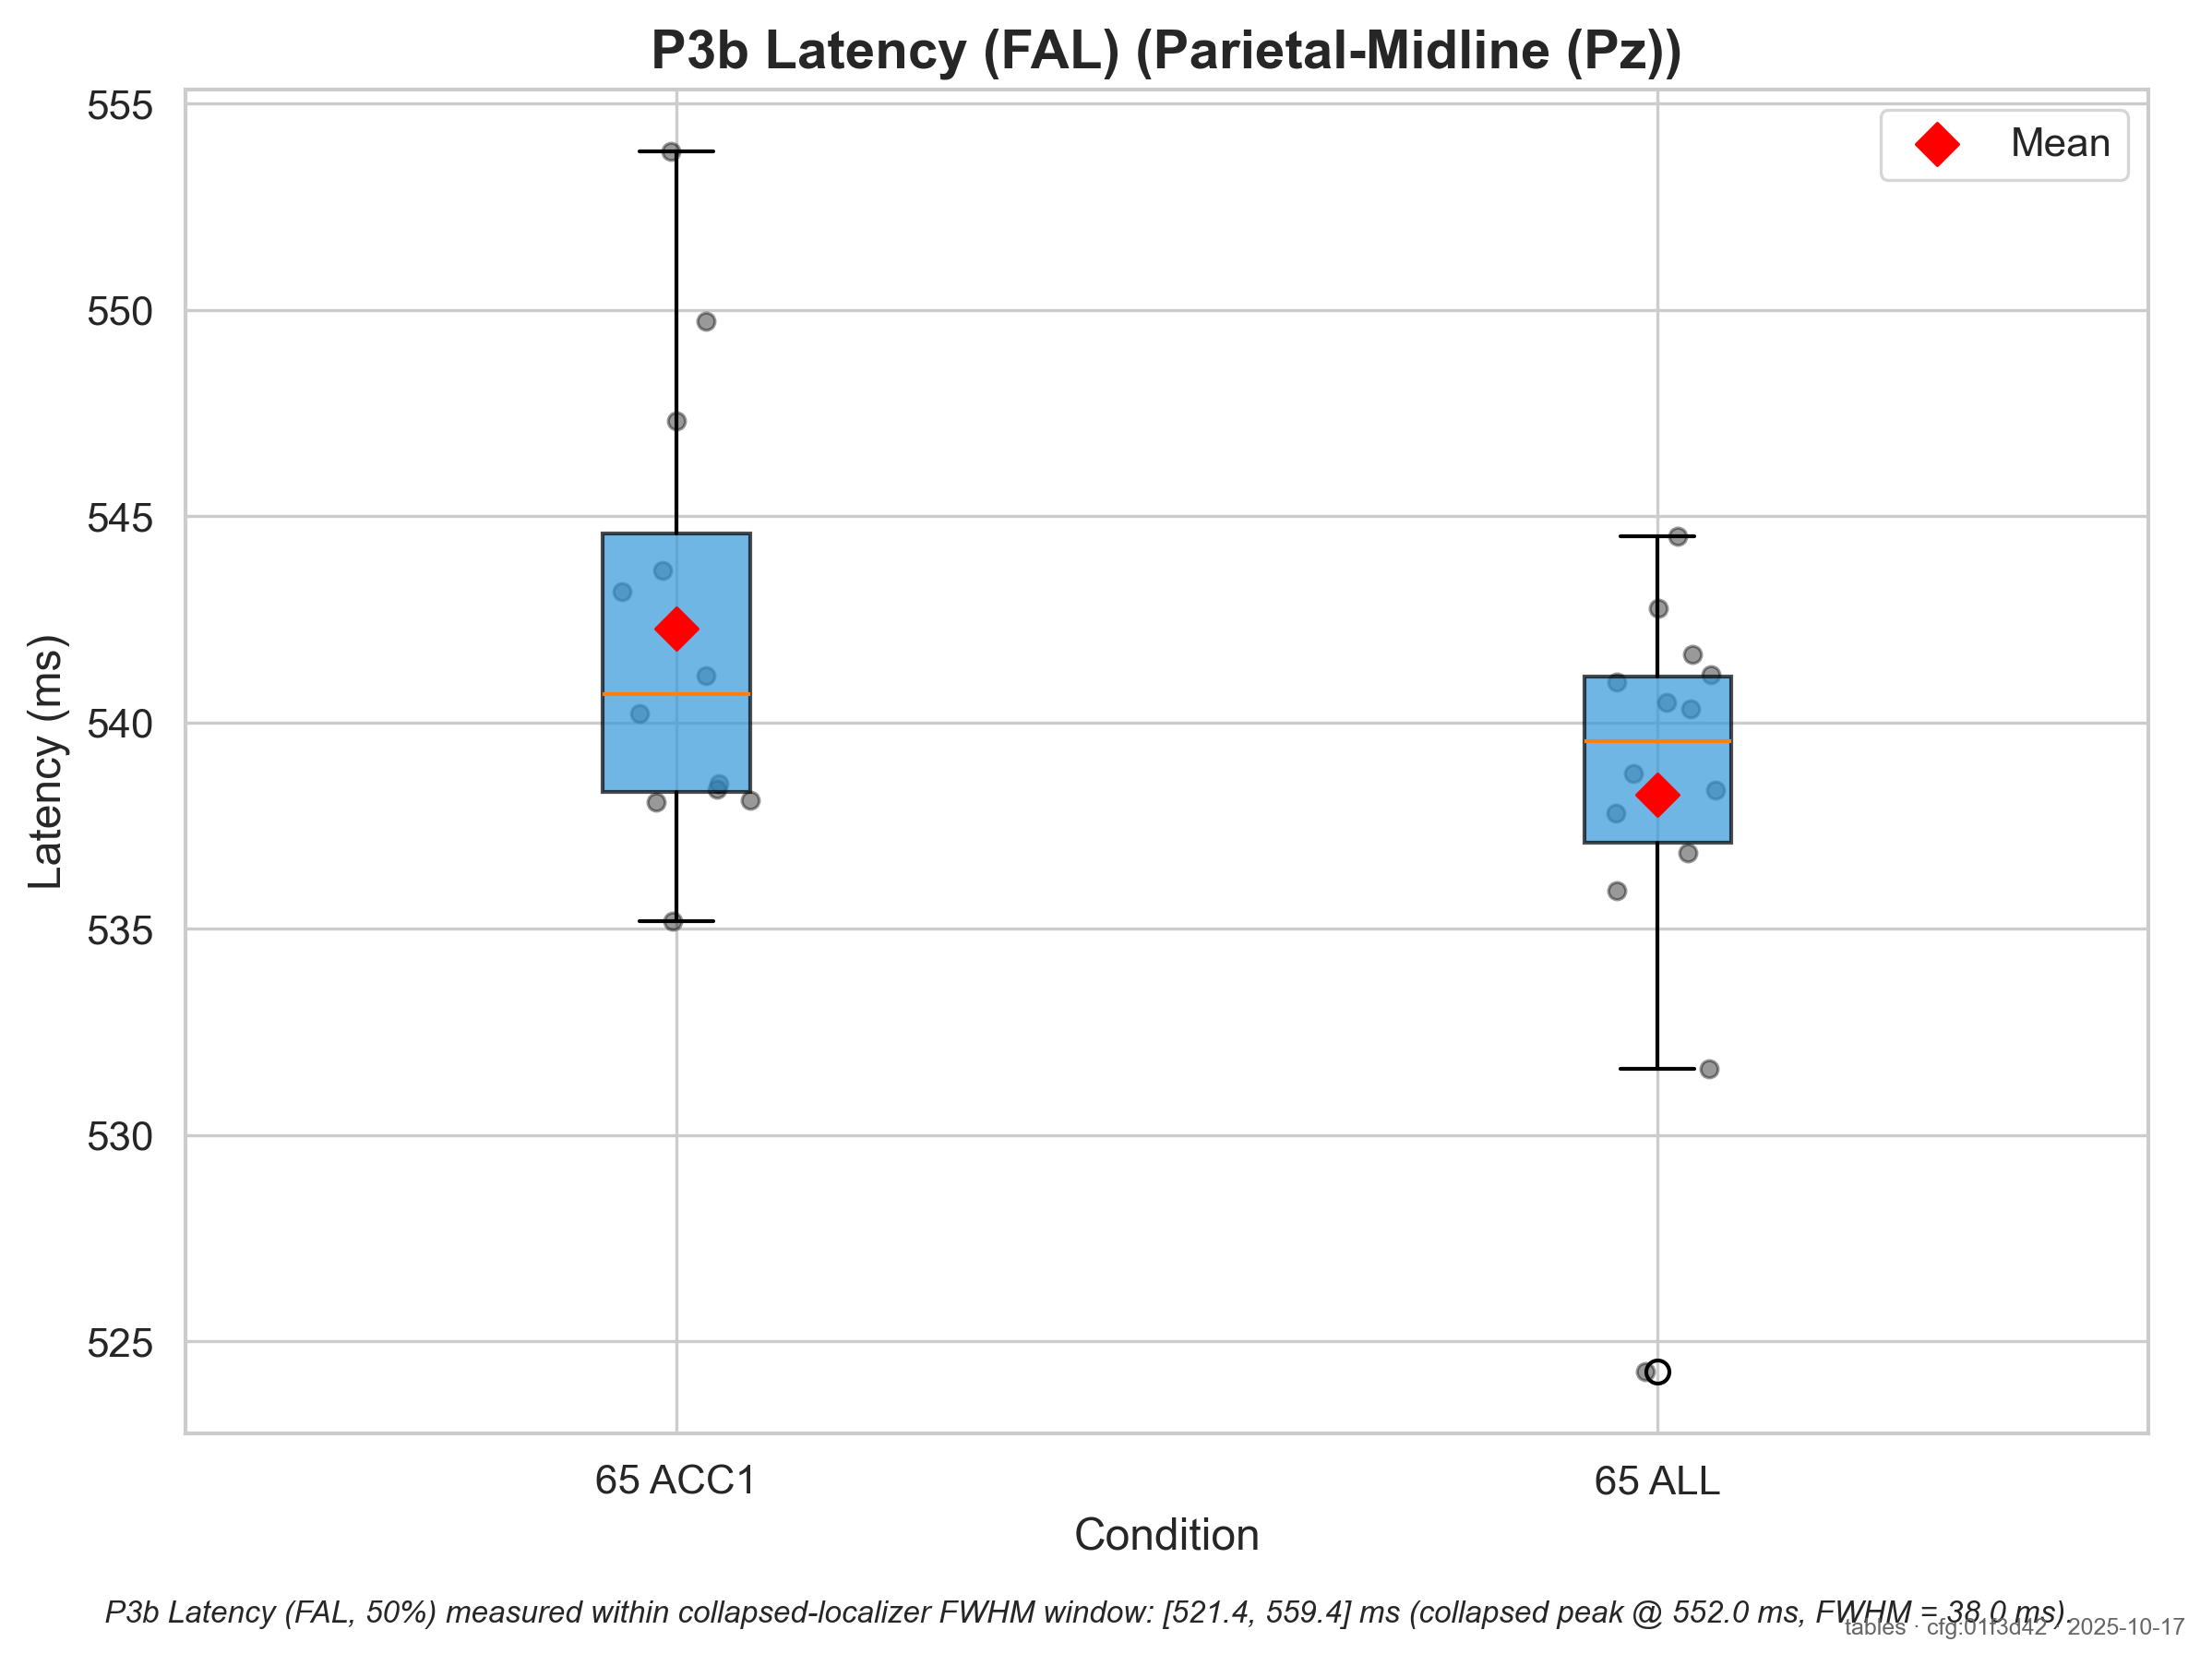 P3b Latency (FAL) (Parietal-Midline (Pz))
555
550
545
540
535
530
525
Latency (ms)
Mean
65 ACC1
65 ALL
Condition
P3b Latency (FAL, 50%) measured within collapsed-localizer FWHM window: [521.4, 559.4] ms (collapsed peak @ 552.0 ms, FWHM = 38.0 ms).
tables · cfg:01f3d42 · 2025-10-17